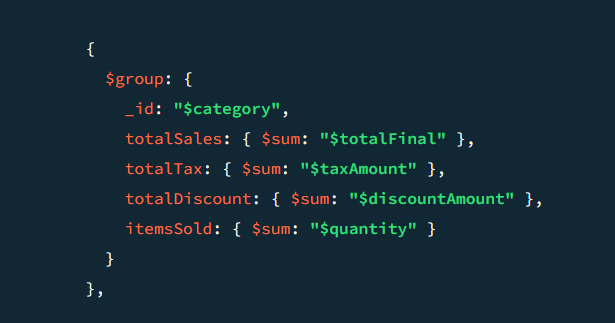 {
  $group: {
    _id: "$category",
    totalSales: { $sum: "$totalFinal" },
    totalTax: { $sum: "$taxAmount" },
    totalDiscount: { $sum: "$discountAmount" },
    itemsSold: { $sum: "$quantity" }
  }
},